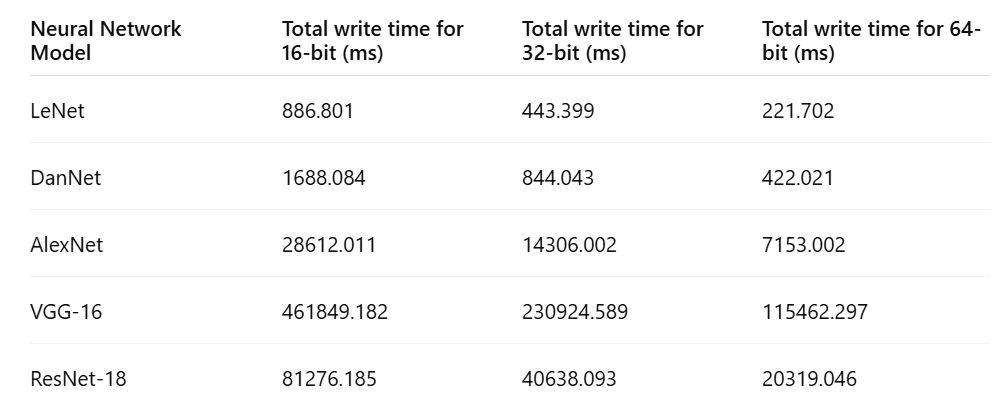 Neural Network Model	Total write time for 16-bit (ms)	Total write time for 32-bit (ms)	Total write time for 64-bit (ms)
LeNet	886.801	443.399	221.702
DanNet	1688.084	844.043	422.021
AlexNet	28612.011	14306.002	7153.002
VGG-16	461849.182	230924.589	115462.297
ResNet-18	81276.185	40638.093	20319.046